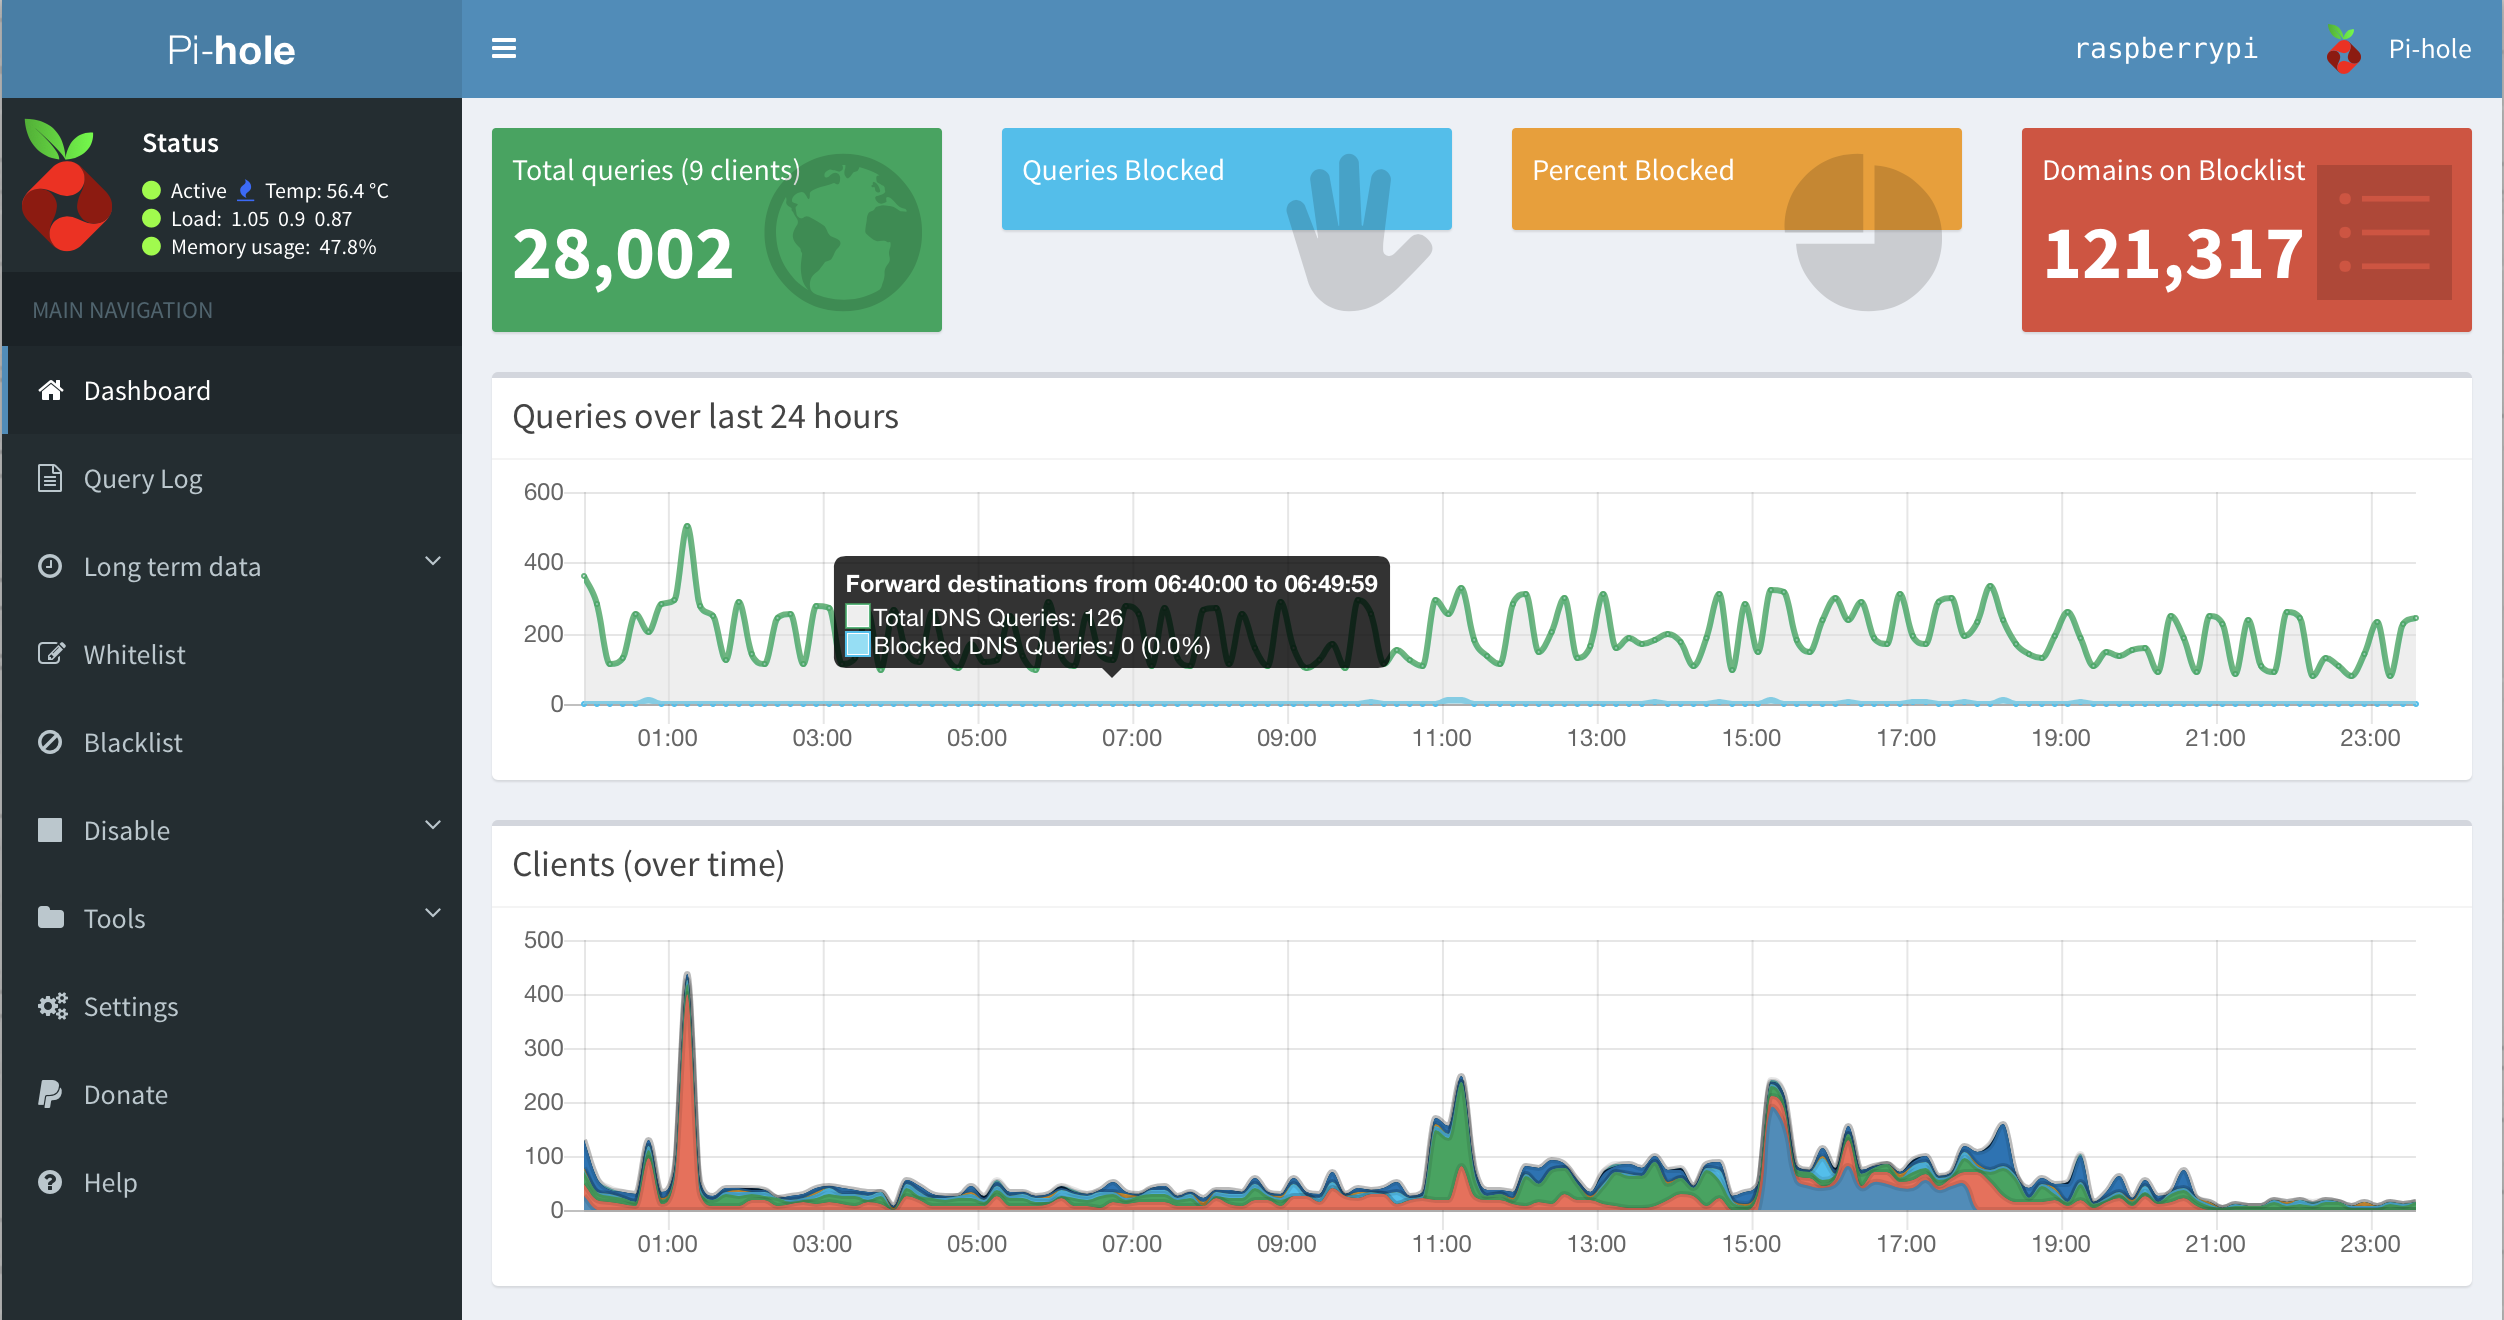 Pi-hole
raspberrypi
Pi-hole
Status
Active Temp: 56.4 °C
Load: 1.05 0.9 0.87
Memory usage: 47.8%
MAIN NAVIGATION
Dashboard
Query Log
Long term data
Whitelist
Blacklist
Disable
Tools
Settings
Donate
Help
Total queries (9 clients)
28,002
Queries Blocked
Percent Blocked
Domains on Blocklist
121,317
Queries over last 24 hours
600
400
200
0
Forward destinations from 06:40:00 to 06:49:59
Total DNS Queries: 126
Blocked DNS Queries: 0 (0.0%)
01:00 03:00 05:00 07:00 09:00 11:00 13:00 15:00 17:00 19:00 21:00 23:00
Clients (over time)
500
400
300
200
100
0
01:00 03:00 05:00 07:00 09:00 11:00 13:00 15:00 17:00 19:00 21:00 23:00